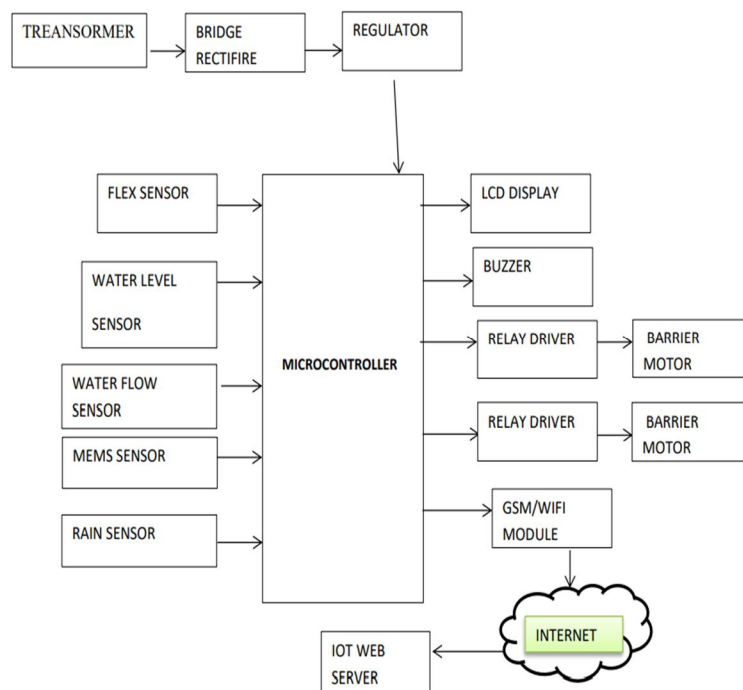 TREANSORMER
BRIDGE
RECTIFIRE
REGULATOR
FLEX SENSOR
WATER LEVEL
SENSOR
WATER FLOW
SENSOR
MEMS SENSOR
RAIN SENSOR
MICROCONTROLLER
LCD DISPLAY
BUZZER
RELAY DRIVER
BARRIER
MOTOR
RELAY DRIVER
BARRIER
MOTOR
GSM/WIFI
MODULE
INTERNET
IOT WEB
SERVER